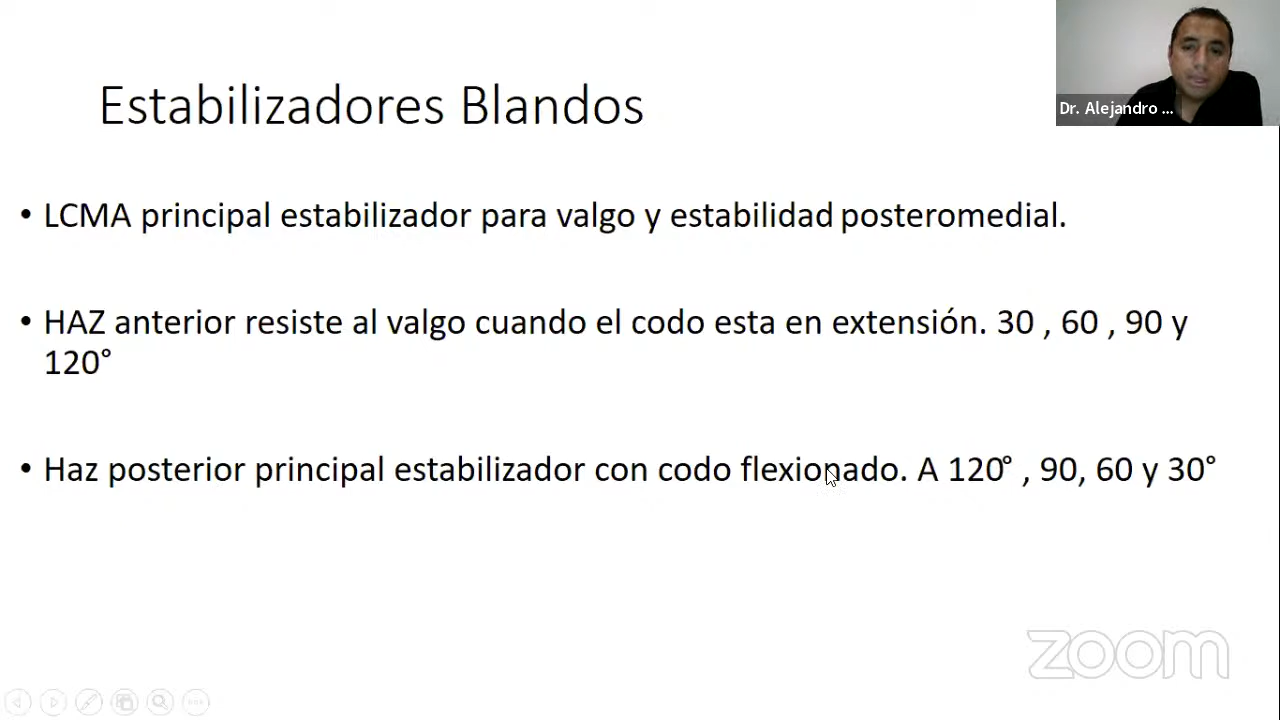 Estabilizadores Blandos
Dr. Alejandro ...
• LCMA principal estabilizador para valgo y estabilidad posteromedial.
• HAZ anterior resiste al valgo cuando el codo esta en extensión. 30 , 60 , 90 y
120°
• Haz posterior principal estabilizador con codo flexionado. A 120° , 90, 60 y 30°
zoom